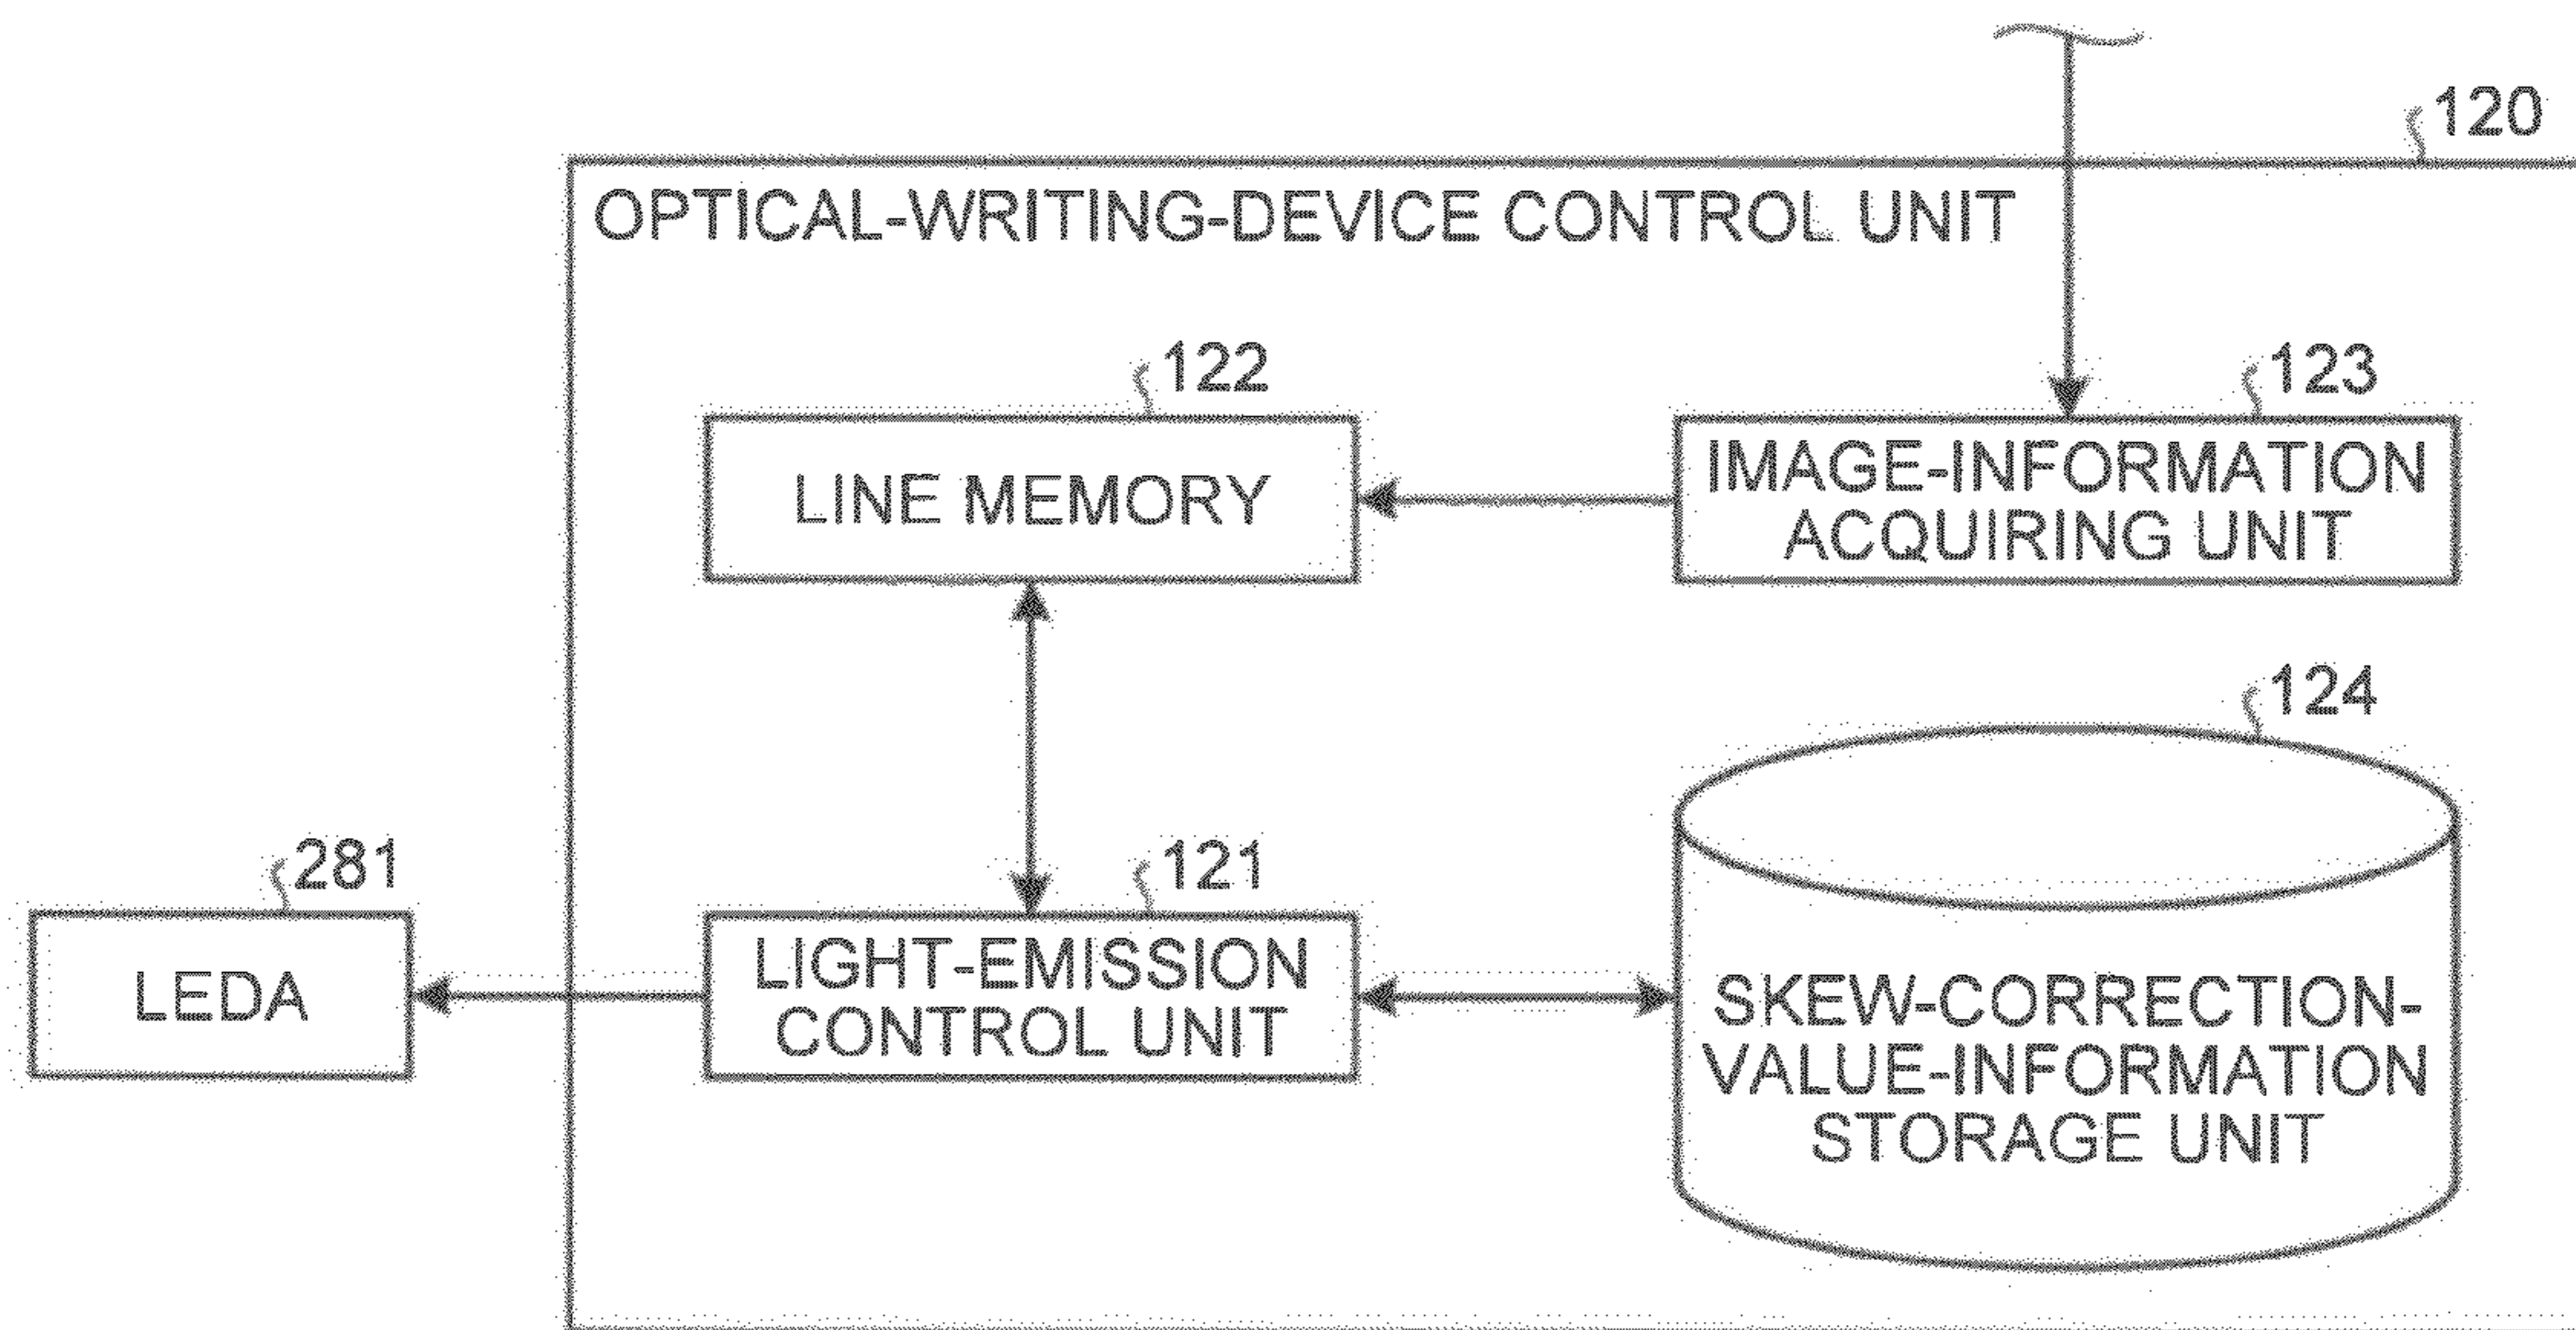 120
OPTICAL-WRITING-DEVICE CONTROL UNIT
122
LINE MEMORY
123
IMAGE-INFORMATION
ACQUIRING UNIT
124
SKEW-CORRECTION-
VALUE-INFORMATION
STORAGE UNIT
121
LIGHT-EMISSION
CONTROL UNIT
281
LEDA